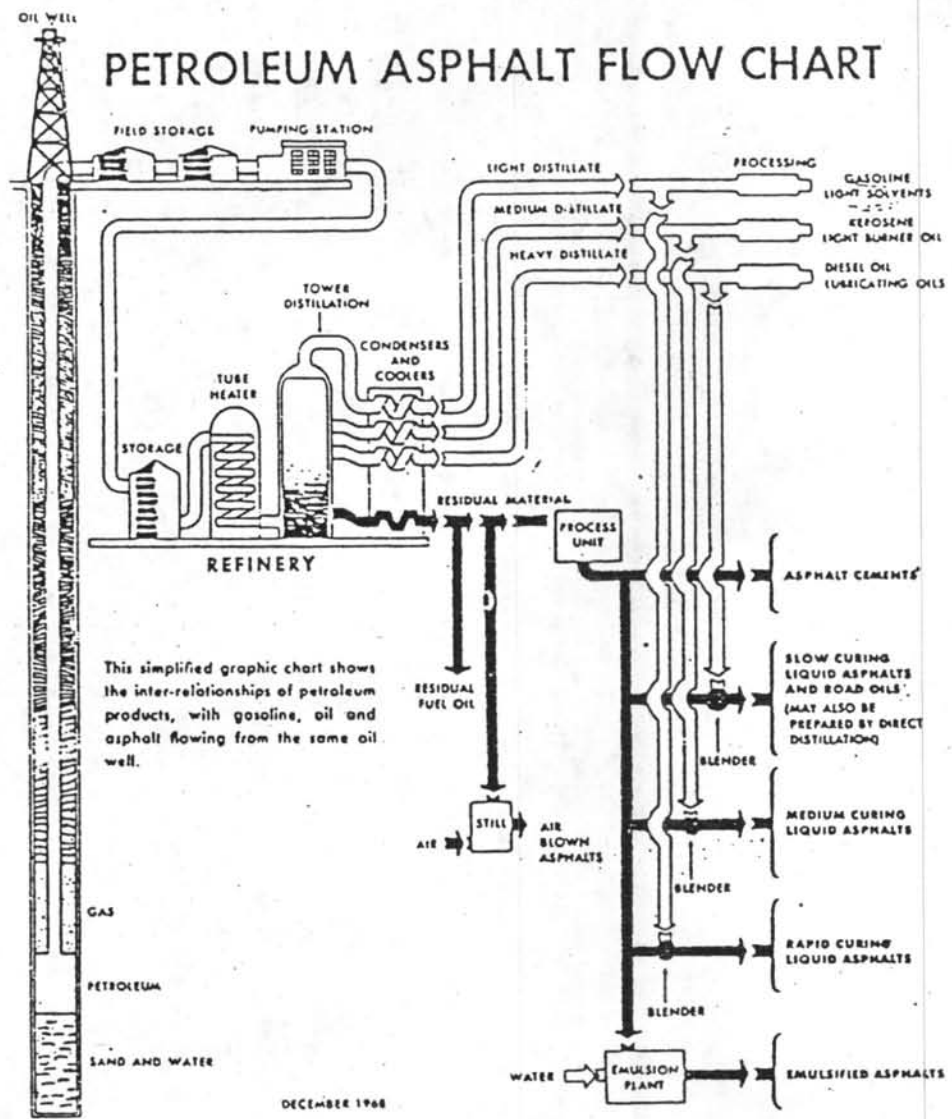 OIL WELL
PETROLEUM ASPHALT FLOW CHART
FIELD STORAGE
PUMPING STATION
LIGHT DISTILLATE
PROCESSING
GASOLINE
LIGHT SOLVENTS
MEDIUM DISTILLATE
KEROSENE
LIGHT BURNER OIL
HEAVY DISTILLATE
DIESEL OIL
LUBRICATING OILS
TOWER
DISTILLATION
CONDENSERS
AND
COOLERS
TUBE
HEATER
STORAGE
RESIDUAL MATERIAL
PROCESS
UNIT
REFINERY
ASPHALT CEMENTS
This simplified graphic chart shows
the inter-relationships of petroleum
products, with gasoline, oil and
asphalt flowing from the same oil
well.
RESIDUAL
FUEL OIL
SLOW CURING
LIQUID ASPHALTS
AND ROAD OILS
(MAY ALSO BE
PREPARED BY DIRECT
DISTILLATION)
BLENDER
STILL
AIR
AIR
BLOWN
ASPHALTS
MEDIUM CURING
LIQUID ASPHALTS
BLENDER
GAS
RAPID CURING
LIQUID ASPHALTS
PETROLEUM
BLENDER
SAND AND WATER
WATER
EMULSION
PLANT
EMULSIFIED ASPHALTS
DECEMBER 1968